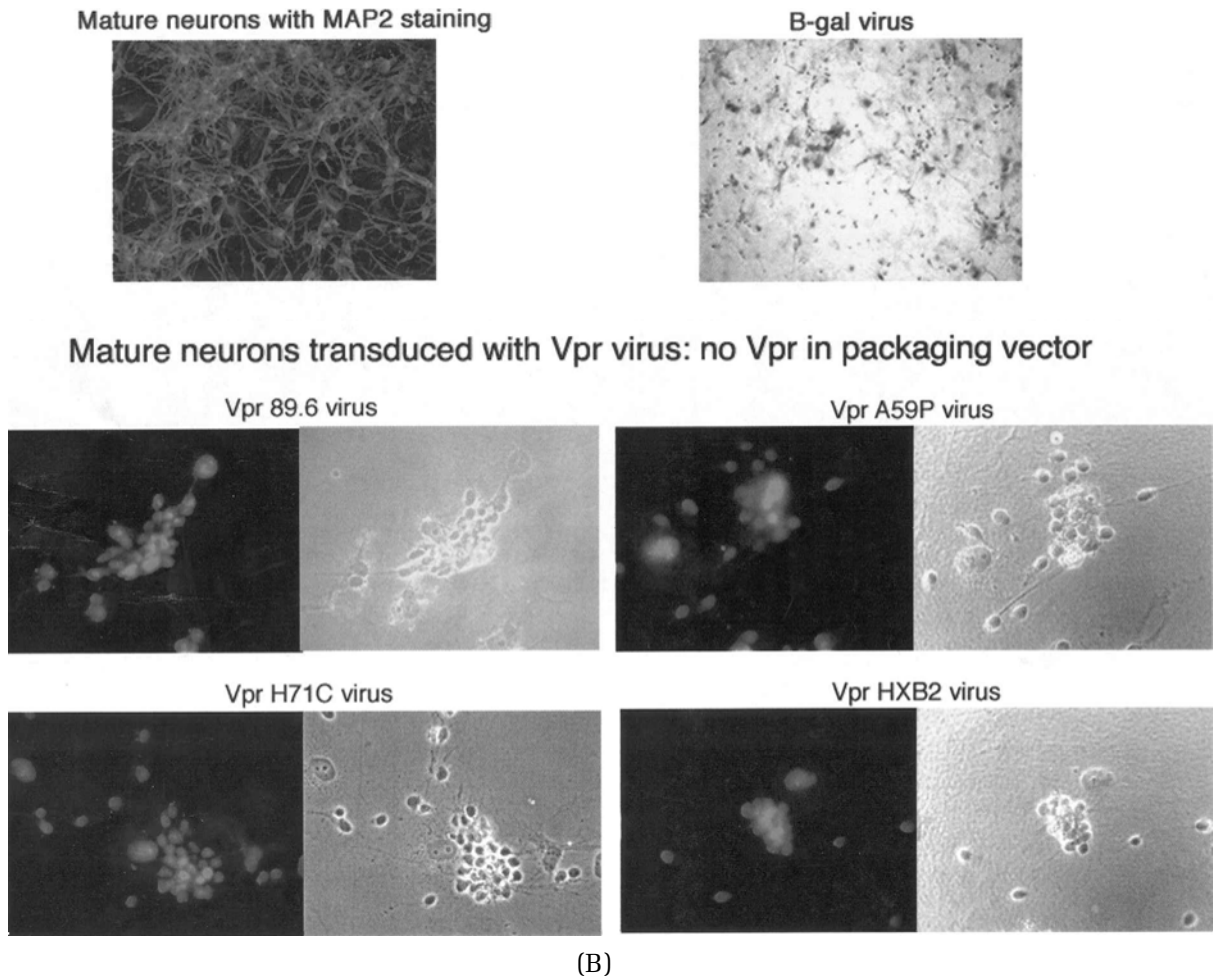 Mature neurons with MAP2 staining
B-gal virus
Mature neurons transduced with Vpr virus: no Vpr in packaging vector
Vpr 89.6 virus
Vpr A59P virus
Vpr H71C virus
Vpr HXB2 virus
(B)